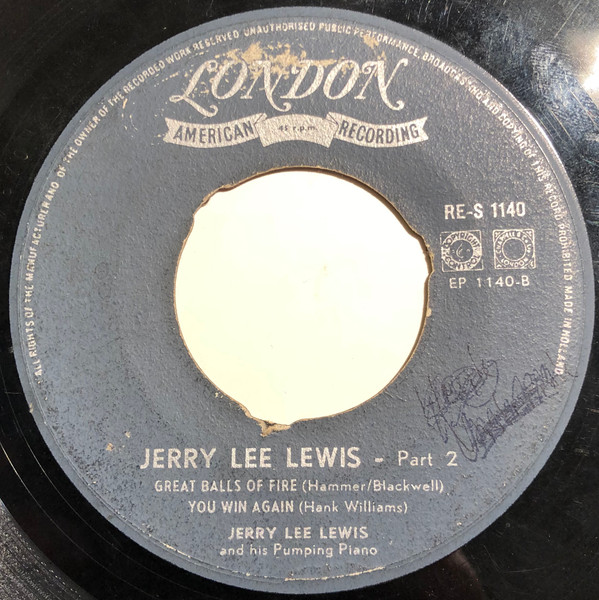 ALL RIGHTS OF THE MANUFACTURER AND OF THE OWNER OF THE RECORDED WORK RESERVED UNAUTHORISED PUBLIC PERFORMANCE, BROADCASTING AND COPYING OF THIS RECORD PROHIBITED MADE IN HOLLAND
LONDON
AMERICAN 45 r.p.m RECORDING
RE-S 1140
EP 1140-B
JERRY LEE LEWIS - Part 2
GREAT BALLS OF FIRE (Hammer/Blackwell)
YOU WIN AGAIN (Hank Williams)
JERRY LEE LEWIS
and his Pumping Piano